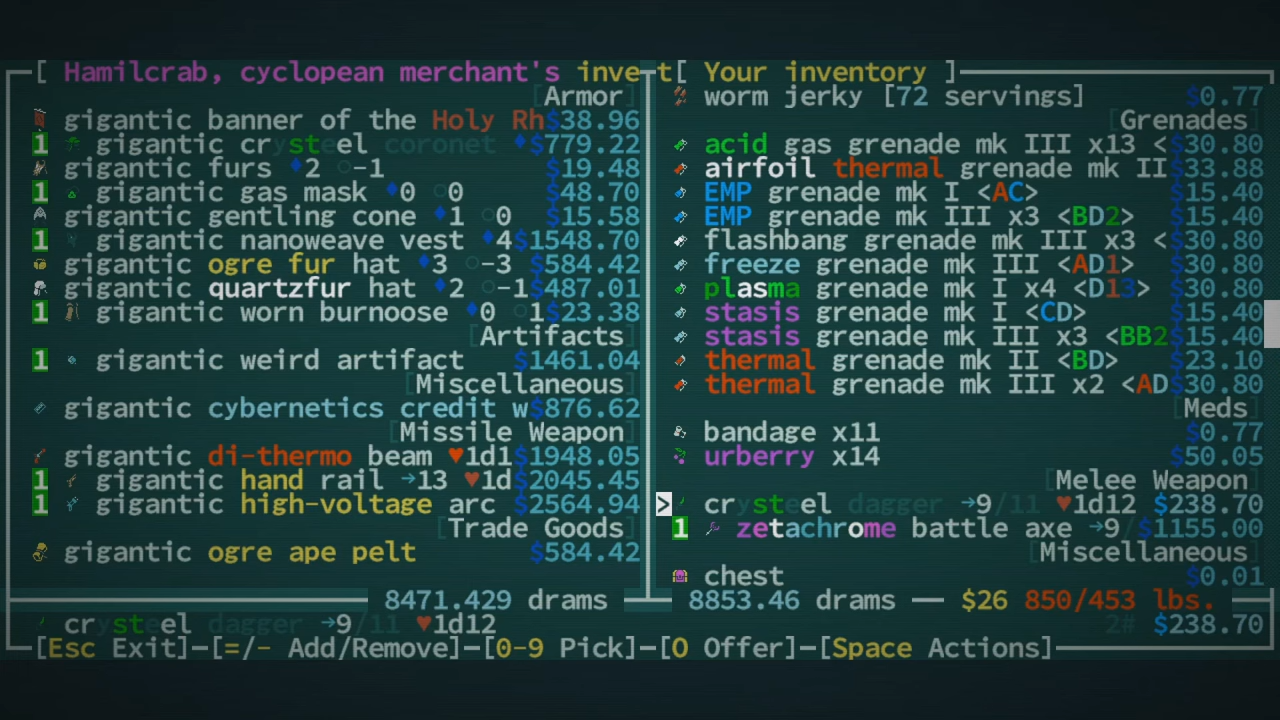 [ Hamilcrab, cyclopean merchant's inve
[Armor]
gigantic banner of the Holy Rh $38.96
1 gigantic crysteel coronet ♦$779.22
gigantic furs ♦2 ○-1 $19.48
1 gigantic gas mask ♦0 ○0 $48.70
gigantic gentling cone ♦1 ○0 $15.58
1 gigantic nanoweave vest ♦4$1548.70
gigantic ogre fur hat ♦3 ○-3 $584.42
gigantic quartzfur hat ♦2 ○-1$487.01
1 gigantic worn burnoose ♦0 ○1$23.38
[Artifacts]
1 gigantic weird artifact $1461.04
[Miscellaneous]
gigantic cybernetics credit w$876.62
[Missile Weapon]
gigantic di-thermo beam ♥1d1$1948.05
1 gigantic hand rail →13 ♥1d$2045.45
1 gigantic high-voltage arc $2564.94
[Trade Goods]
gigantic ogre ape pelt $584.42
8471.429 drams
t[ Your inventory ]
worm jerky [72 servings] $0.77
[Grenades]
acid gas grenade mk III x13 <$30.80
airfoil thermal grenade mk II$33.88
EMP grenade mk I <AC> $15.40
EMP grenade mk III x3 <BD2> $15.40
flashbang grenade mk III x3 <$30.80
freeze grenade mk III <AD1> $30.80
plasma grenade mk I x4 <D13> $30.80
stasis grenade mk I <CD> $15.40
stasis grenade mk III x3 <BB2$15.40
thermal grenade mk II <BD> $23.10
thermal grenade mk III x2 <AD$30.80
[Meds]
bandage x11 $0.77
urberry x14 $50.05
[Melee Weapon]
> crysteel dagger →9/11 ♥1d12 $238.70
1 zetachrome battle axe →9/$1155.00
[Miscellaneous]
chest $0.01
8853.46 drams — $26 850/453 lbs.
crysteel dagger →9/11 ♥1d12 2# $238.70
[Esc Exit]-[=/- Add/Remove]-[0-9 Pick]-[O Offer]-[Space Actions]